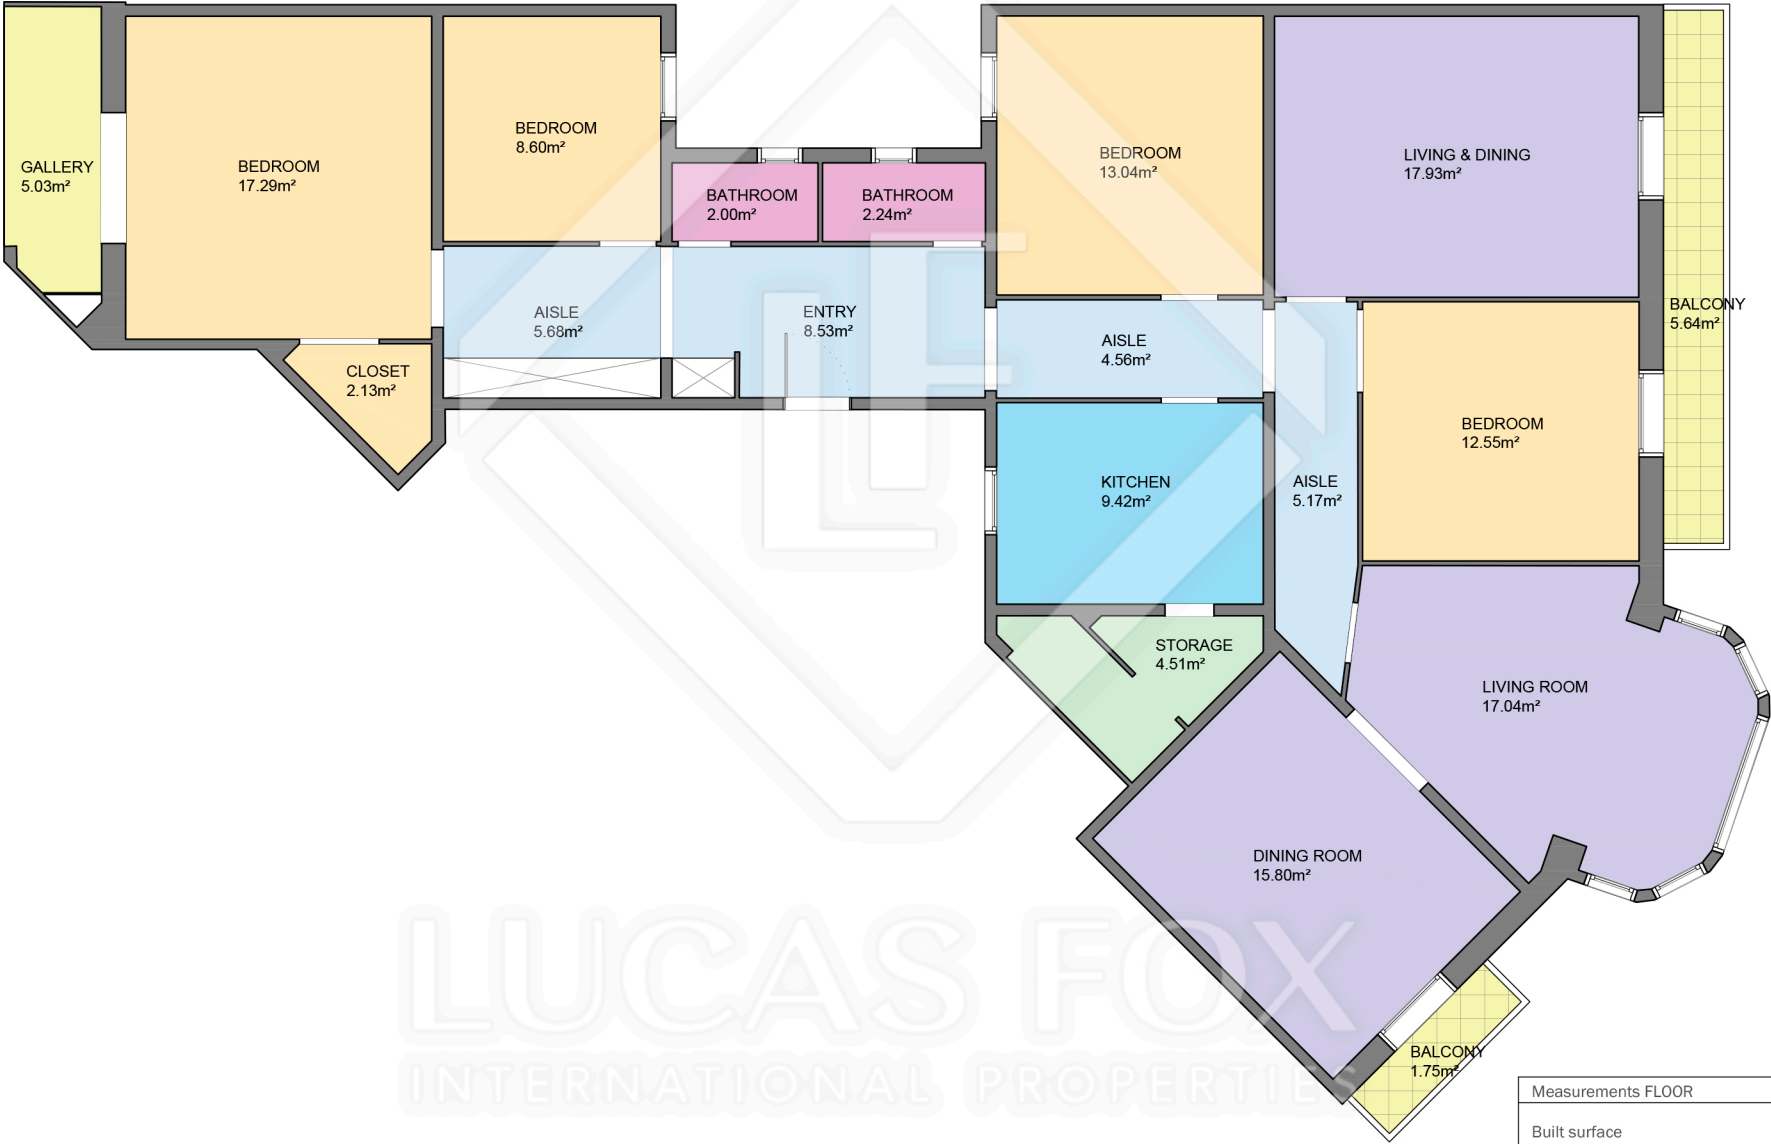 GALLERY
5.03m²
BEDROOM
17.29m²
BEDROOM
8.60m²
BATHROOM
2.00m²
BATHROOM
2.24m²
BEDROOM
13.04m²
LIVING & DINING
17.93m²
BALCONY
5.64m²
AISLE
5.68m²
ENTRY
8.53m²
AISLE
4.56m²
CLOSET
2.13m²
BEDROOM
12.55m²
KITCHEN
9.42m²
AISLE
5.17m²
STORAGE
4.51m²
LIVING ROOM
17.04m²
DINING ROOM
15.80m²
BALCONY
1.75m²
LUCAS FOX
INTERNATIONAL PROPERTIES
Measurements FLOOR
Built surface